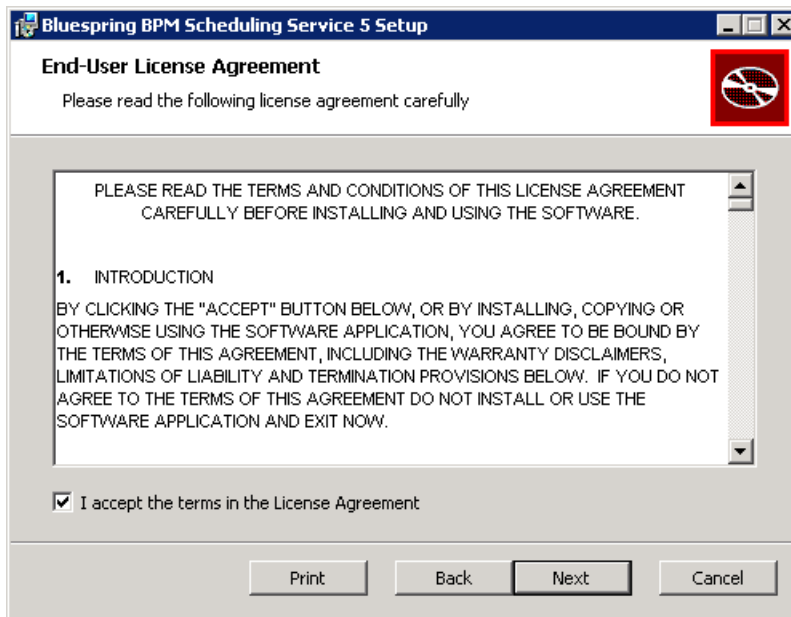 Bluespring BPM Scheduling Service 5 Setup
End-User License Agreement
Please read the following license agreement carefully
PLEASE READ THE TERMS AND CONDITIONS OF THIS LICENSE AGREEMENT
CAREFULLY BEFORE INSTALLING AND USING THE SOFTWARE.
1. INTRODUCTION
BY CLICKING THE "ACCEPT" BUTTON BELOW, OR BY INSTALLING, COPYING OR
OTHERWISE USING THE SOFTWARE APPLICATION, YOU AGREE TO BE BOUND BY
THE TERMS OF THIS AGREEMENT, INCLUDING THE WARRANTY DISCLAIMERS,
LIMITATIONS OF LIABILITY AND TERMINATION PROVISIONS BELOW. IF YOU DO NOT
AGREE TO THE TERMS OF THIS AGREEMENT DO NOT INSTALL OR USE THE
SOFTWARE APPLICATION AND EXIT NOW.
I accept the terms in the License Agreement
Print Back Next Cancel